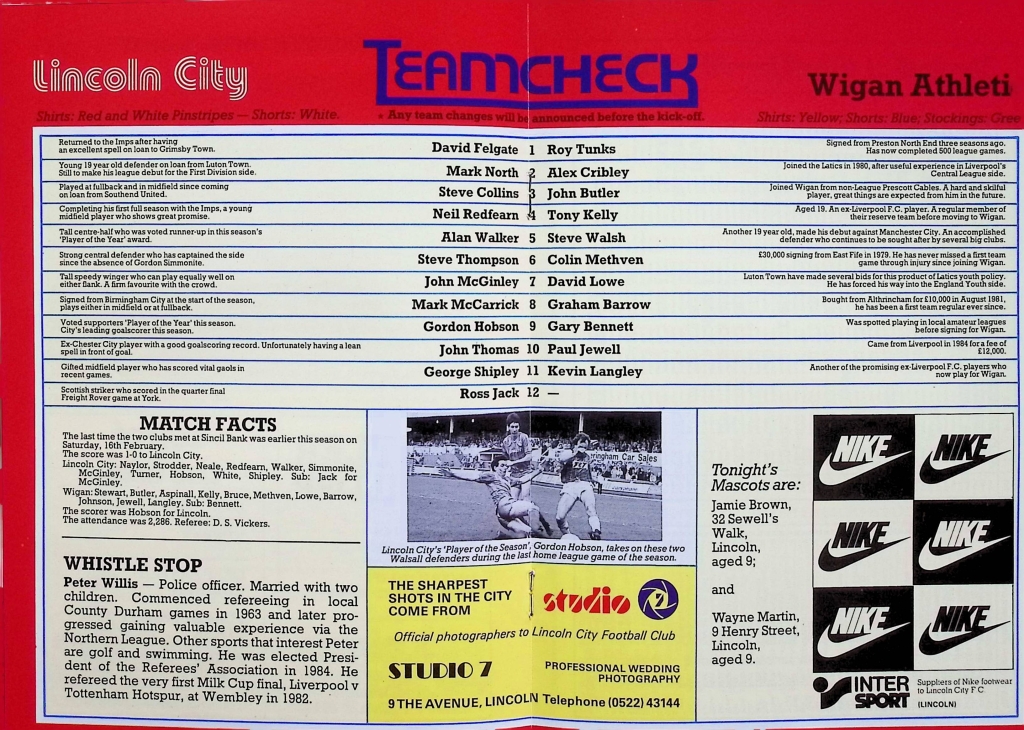 Lincoln City
TEAMCHECK
Wigan Athleti
Shirts: Red and White Pinstripes — Shorts: White.
* Any team changes will be announced before the kick-off.
Shirts: Yellow; Shorts: Blue; Stockings: Gree
Returned to the Imps after having
an excellent spell on loan to Grimsby Town.
David Felgate 1 Roy Tunks
Signed from Preston North End three seasons ago.
Has now completed 500 league games.
Young 19 year old defender on loan from Luton Town.
Still to make his league debut for the First Division side.
Mark North 2 Alex Cribley
Joined the Latics in 1980, after useful experience in Liverpool's
Central League side.
Played at fullback and in midfield since coming
on loan from Southend United.
Steve Collins 3 John Butler
Joined Wigan from non-League Prescott Cables. A hard and skilful
player, great things are expected from him in the future.
Completing his first full season with the Imps, a young
midfield player who shows great promise.
Neil Redfearn 4 Tony Kelly
Aged 19. An ex-Liverpool F.C. player. A regular member of
their reserve team before moving to Wigan.
Tall centre-half who was voted runner-up in this season's
'Player of the Year' award.
Alan Walker 5 Steve Walsh
Another 19 year old, made his debut against Manchester City. An accomplished
defender who continues to be sought after by several big clubs.
Strong central defender who has captained the side
since the absence of Gordon Simmonite.
Steve Thompson 6 Colin Methven
£30,000 signing from East Fife in 1979. He has never missed a first team
game through injury since joining Wigan.
Tall speedy winger who can play equally well on
either flank. A firm favourite with the crowd.
John McGinley 7 David Lowe
Luton Town have made several bids for this product of Latics youth policy.
He has forced his way into the England Youth side.
Signed from Birmingham City at the start of the season,
plays either in midfield or at fullback.
Mark McCarrick 8 Graham Barrow
Bought from Althrincham for £10,000 in August 1981,
he has been a first team regular ever since.
Voted supporters 'Player of the Year' this season.
City's leading goalscorer this season.
Gordon Hobson 9 Gary Bennett
Was spotted playing in local amateur leagues
before signing for Wigan.
Ex-Chester City player with a good goalscoring record. Unfortunately having a lean
spell in front of goal.
John Thomas 10 Paul Jewell
Came from Liverpool in 1984 for a fee of
£12,000.
Gifted midfield player who has scored vital gaols in
recent games.
George Shipley 11 Kevin Langley
Another of the promising ex-Liverpool F.C. players who
now play for Wigan.
Scottish striker who scored in the quarter final
Freight Rover game at York.
Ross Jack 12 —
MATCH FACTS
The last time the two clubs met at Sincil Bank was earlier this season on
Saturday, 16th February.
The score was 1-0 to Lincoln City.
Lincoln City: Naylor, Strodder, Neale, Redfearn, Walker, Simmonite,
McGinley, Turner, Hobson, White, Shipley. Sub: Jack for
McGinley.
Wigan: Stewart, Butler, Aspinall, Kelly, Bruce, Methven, Lowe, Barrow,
Johnson, Jewell, Langley. Sub: Bennett.
The scorer was Hobson for Lincoln.
The attendance was 2,286. Referee: D. S. Vickers.
WHISTLE STOP
Peter Willis — Police officer. Married with two
children. Commenced refereeing in local
County Durham games in 1963 and later pro-
gressed gaining valuable experience via the
Northern League. Other sports that interest Peter
are golf and swimming. He was elected Presi-
dent of the Referees' Association in 1984. He
refereed the very first Milk Cup final, Liverpool v
Tottenham Hotspur, at Wembley in 1982.
Car Sales
Lincoln City's 'Player of the Season', Gordon Hobson, takes on these two
Walsall defenders during the last home league game of the season.
THE SHARPEST
SHOTS IN THE CITY
COME FROM
studio 7
Official photographers to Lincoln City Football Club
STUDIO 7
PROFESSIONAL WEDDING
PHOTOGRAPHY
9 THE AVENUE, LINCOLN Telephone (0522) 43144
Tonight's
Mascots are:
Jamie Brown,
32 Sewell's
Walk,
Lincoln,
aged 9;
and
Wayne Martin,
9 Henry Street,
Lincoln,
aged 9.
NIKE NIKE
NIKE NIKE
NIKE NIKE
INTER
SPORT
Suppliers of Nike footwear
to Lincoln City F C
(LINCOLN)